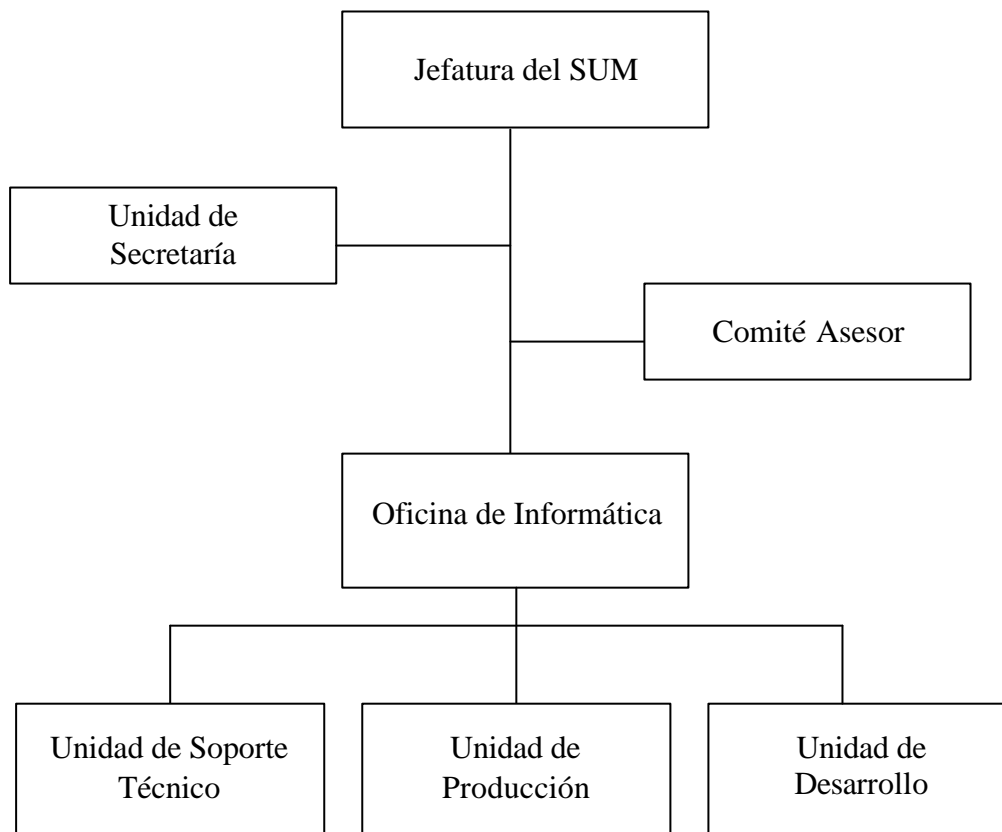 Jefatura del SUM
Unidad de
Secretaría
Comité Asesor
Oficina de Informática
Unidad de Soporte
Técnico
Unidad de
Producción
Unidad de
Desarrollo